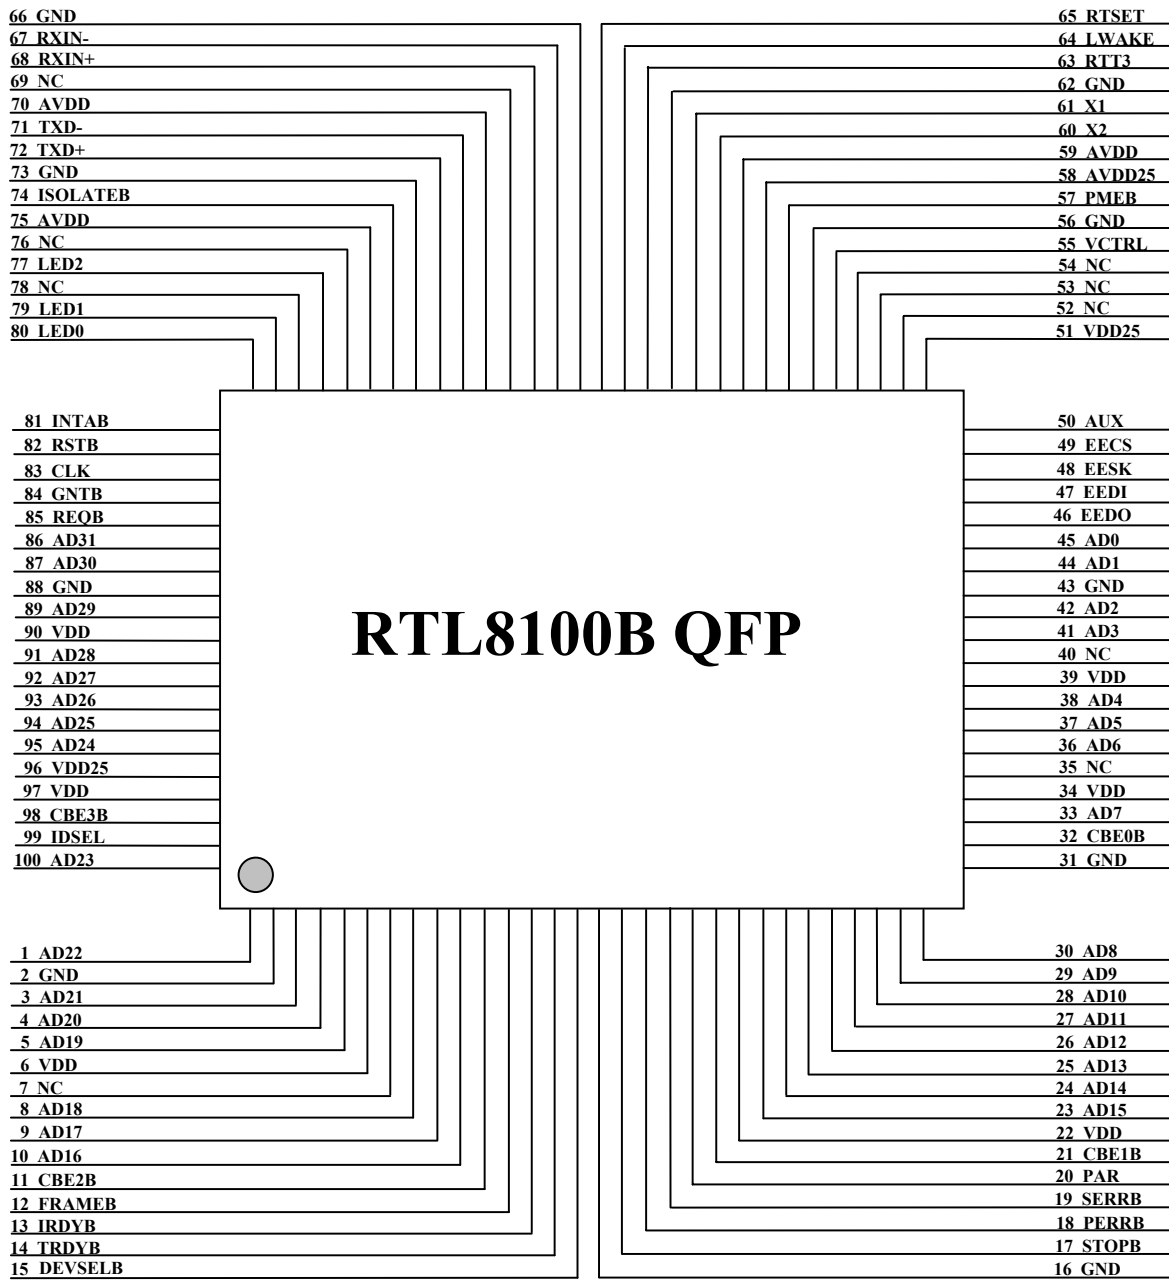 66 GND
67 RXIN-
68 RXIN+
69 NC
70 AVDD
71 TXD-
72 TXD+
73 GND
74 ISOLATEB
75 AVDD
76 NC
77 LED2
78 NC
79 LED1
80 LED0
65 RTSET
64 LWAKE
63 RTT3
62 GND
61 X1
60 X2
59 AVDD
58 AVDD25
57 PMEB
56 GND
55 VCTRL
54 NC
53 NC
52 NC
51 VDD25
81 INTAB
82 RSTB
83 CLK
84 GNTB
85 REQB
86 AD31
87 AD30
88 GND
89 AD29
90 VDD
91 AD28
92 AD27
93 AD26
94 AD25
95 AD24
96 VDD25
97 VDD
98 CBE3B
99 IDSEL
100 AD23
RTL8100B QFP
50 AUX
49 EECS
48 EESK
47 EEDI
46 EEDO
45 AD0
44 AD1
43 GND
42 AD2
41 AD3
40 NC
39 VDD
38 AD4
37 AD5
36 AD6
35 NC
34 VDD
33 AD7
32 CBE0B
31 GND
1 AD22
2 GND
3 AD21
4 AD20
5 AD19
6 VDD
7 NC
8 AD18
9 AD17
10 AD16
11 CBE2B
12 FRAMEB
13 IRDYB
14 TRDYB
15 DEVSELB
30 AD8
29 AD9
28 AD10
27 AD11
26 AD12
25 AD13
24 AD14
23 AD15
22 VDD
21 CBE1B
20 PAR
19 SERRB
18 PERRB
17 STOPB
16 GND